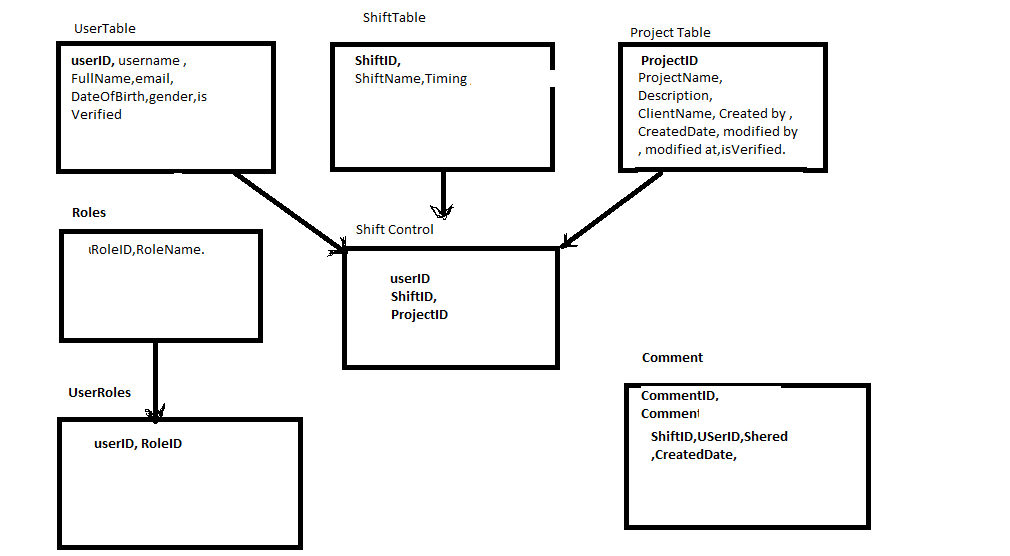 UserTable
userID, username ,
FullName,email,
DateOfBirth,gender,is
Verified
ShiftTable
ShiftID,
ShiftName,Timing
Project Table
ProjectID
ProjectName,
Description,
ClientName, Created by ,
CreatedDate, modified by
, modified at,isVerified.
Roles
RoleID,RoleName.
Shift Control
userID
ShiftID,
ProjectID
UserRoles
userID, RoleID
Comment
CommentID,
Comment
ShiftID,USerID,Shered
,CreatedDate,